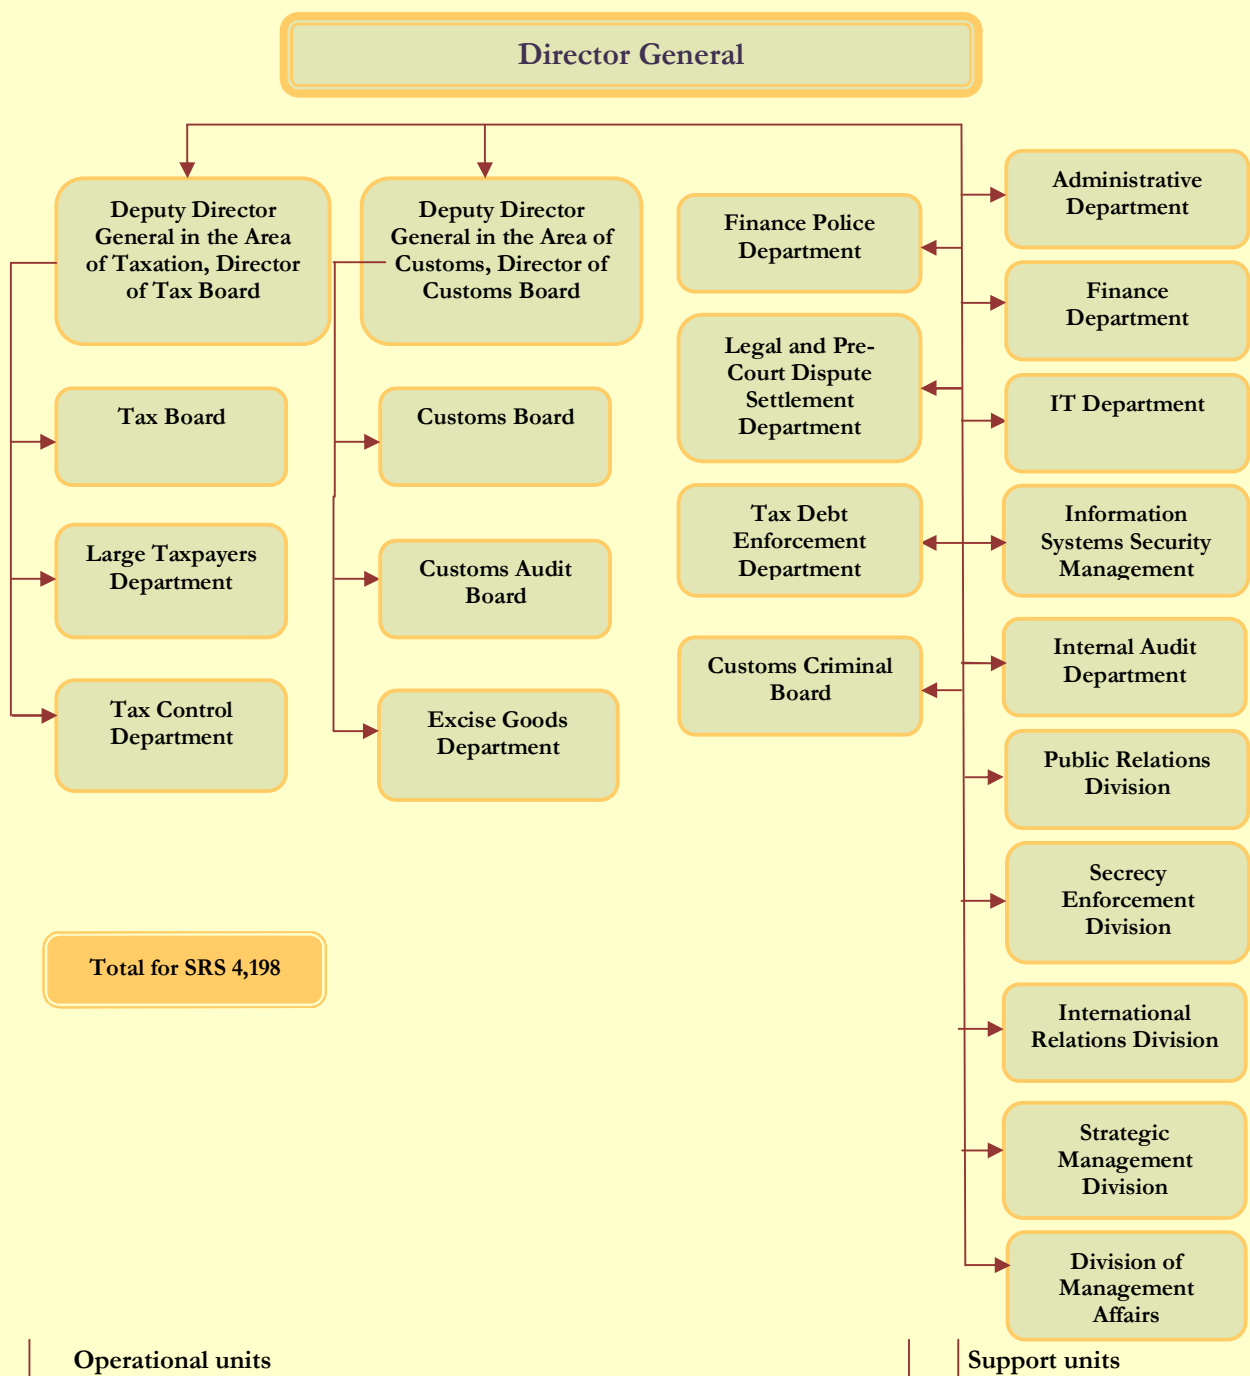 Director General
Deputy Director
General in the Area
of Taxation, Director
of Tax Board
Tax Board
Large Taxpayers
Department
Tax Control
Department
Deputy Director
General in the Area of
Customs, Director of
Customs Board
Customs Board
Customs Audit
Board
Excise Goods
Department
Finance Police
Department
Legal and Pre-
Court Dispute
Settlement
Department
Tax Debt
Enforcement
Department
Customs Criminal
Board
Administrative
Department
Finance
Department
IT Department
Information
Systems Security
Management
Internal Audit
Department
Public Relations
Division
Secrecy
Enforcement
Division
International
Relations Division
Strategic
Management
Division
Division of
Management
Affairs
Total for SRS 4,198
Operational units
Support units